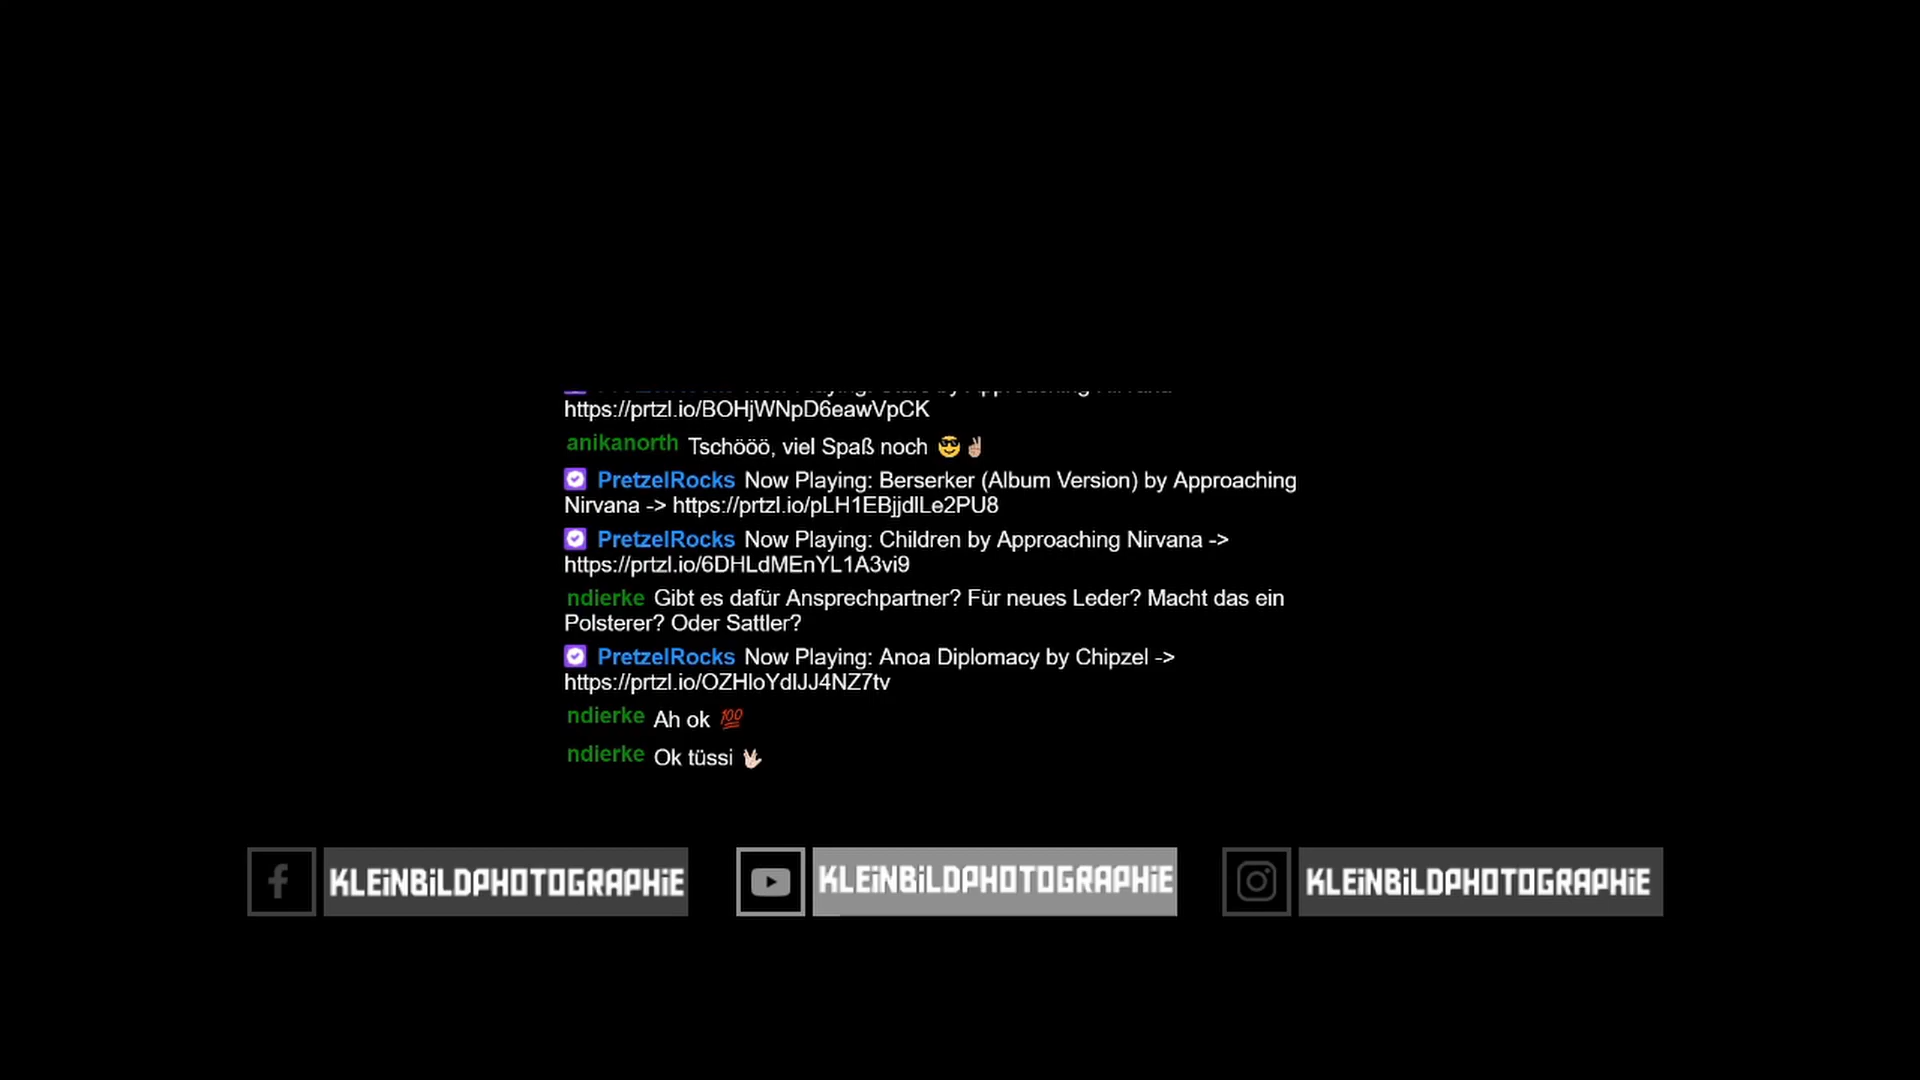 https://prtzl.io/BOHjWNpD6eawVpCK
anikanorth Tschööö, viel Spaß noch 😎✌🏼
PretzelRocks Now Playing: Berserker (Album Version) by Approaching
Nirvana -> https://prtzl.io/pLH1EBjjdlLe2PU8
PretzelRocks Now Playing: Children by Approaching Nirvana ->
https://prtzl.io/6DHLdMEnYL1A3vi9
ndierke Gibt es dafür Ansprechpartner? Für neues Leder? Macht das ein
Polsterer? Oder Sattler?
PretzelRocks Now Playing: Anoa Diplomacy by Chipzel ->
https://prtzl.io/OZHloYdIJJ4NZ7tv
ndierke Ah ok 💯
ndierke Ok tüssi 🖖🏻
KLEiNBiLDPHOTOGRAPHiE KLEiNBiLDPHOTOGRAPHiE KLEiNBiLDPHOTOGRAPHiE